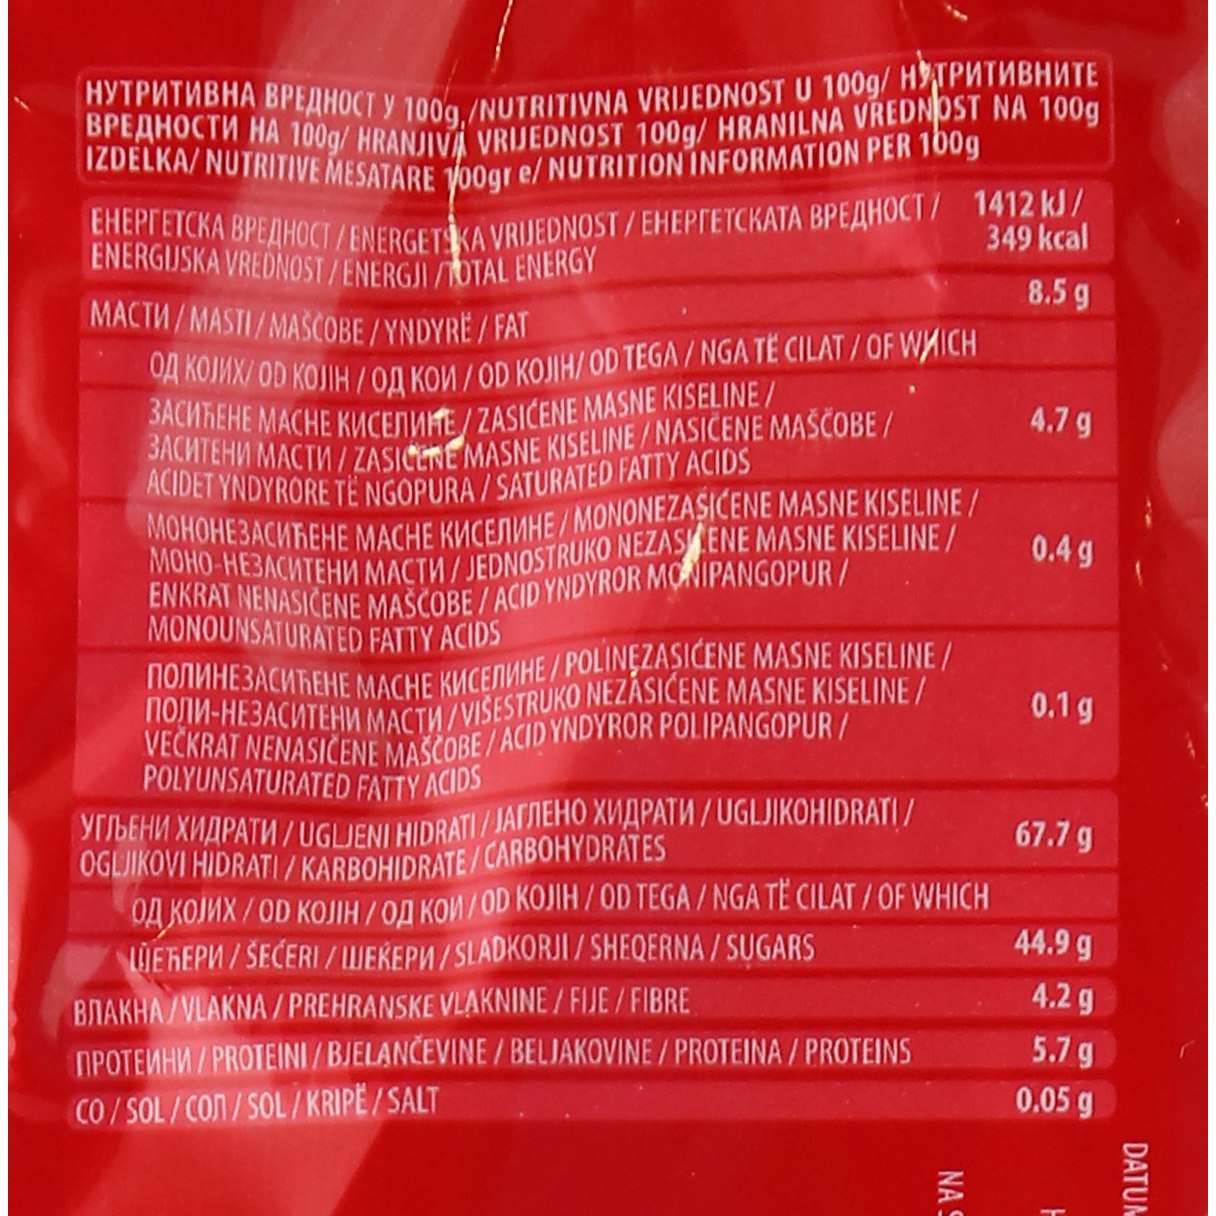 НУТРИТИВНА ВРЕДНОСТ У 100g, /NUTRITIVNA VRIJEDNOST U 100g/ НУТРИТИВНИТЕ
ВРЕДНОСТИ НА 100g/ HRANJIVA VRIJEDNOST 100g/ HRANILNA VREDNOST NA 100g
IZDELKA/ NUTRITIVE MESATARE 100gr e/ NUTRITION INFORMATION PER 100g
ЕНЕРГЕТСКА ВРЕДНОСТ / ENERGETSKA VRIJEDNOST / ЕНЕРГЕТСКАТА ВРЕДНОСТ / 1412 kJ /
ENERGIJSKA VREDNOST / ENERGJI / TOTAL ENERGY 349 kcal
МАСТИ / MASTI / MAŠČOBE / YNDYRË / FAT 8.5 g
ОД КОЈИХ/ OD KOJIH / ОД КОИ / OD KOJIH/ OD TEGA / NGA TË CILAT / OF WHICH
ЗАСИЋЕНЕ МАСНЕ КИСЕЛИНЕ / ZASIĆENE MASNE KISELINE /
ЗАСИТЕНИ МАСТИ / ZASIĆENE MASNE KISELINE / NASIČENE MAŠČOBE / 4.7 g
ACIDET YNDYRORE TË NGOPURA / SATURATED FATTY ACIDS
МОНОНЕЗАСИЋЕНЕ МАСНЕ КИСЕЛИНЕ / MONONEZAŠIĆENE MASNE KISELINE /
МОНО-НЕЗАСИТЕНИ МАСТИ / JEDNOSTRUKO NEZASIĆENE MASNE KISELINE / 0.4 g
ENKRAT NENASIČENE MAŠČOBE / ACID YNDYROR MONIPANGOPUR /
MONOUNSATURATED FATTY ACIDS
ПОЛИНЕЗАСИЋЕНЕ МАСНЕ КИСЕЛИНЕ / POLINEZASIĆENE MASNE KISELINE /
ПОЛИ-НЕЗАСИТЕНИ МАСТИ / VIŠESTRUKO NEZASIĆENE MASNE KISELINE / 0.1 g
VEČKRAT NENASIČENE MAŠČOBE / ACID YNDYROR POLIPANGOPUR /
POLYUNSATURATED FATTY ACIDS
УГЉЕНИ ХИДРАТИ / UGLJENI HIDRATI / ЈАГЛЕНО ХИДРАТИ / UGLJIKOHIDRATI / 67.7 g
OGLJIKOVI HIDRATI / KARBOHIDRATE / CARBOHYDRATES
ОД КОЈИХ / OD KOJIH / ОД КОИ / OD KOJIH / OD TEGA / NGA TË CILAT / OF WHICH
ШЕЋЕРИ / ŠEĆERI / ШЕЌЕРИ / SLADKORJI / SHEQERNA / SUGARS 44.9 g
ВЛАКНА / VLAKNA / PREHRANSKE VLAKNINE / FIJE / FIBRE 4.2 g
ПРОТЕИНИ / PROTEINI / BJELANČEVINE / BELJAKOVINE / PROTEINA / PROTEINS 5.7 g
СО / SOL / СОЛ / SOL / KRIPË / SALT 0.05 g